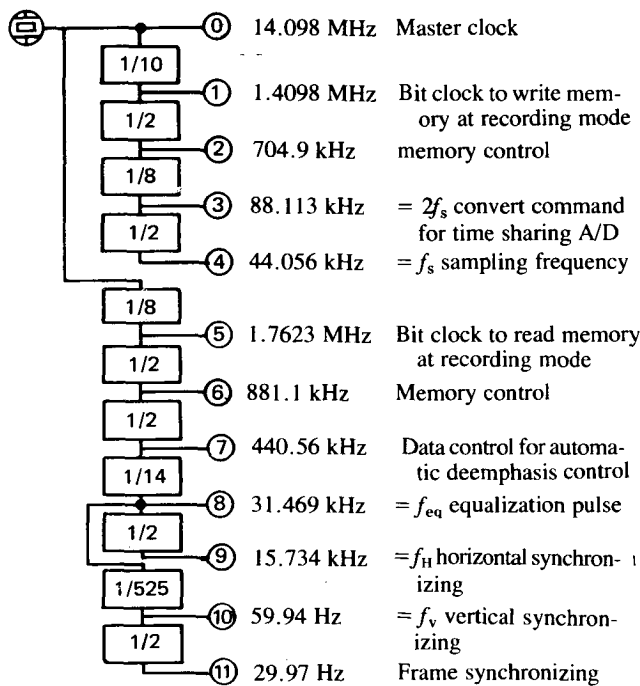 ⓪ 14.098 MHz Master clock
1/10
① 1.4098 MHz Bit clock to write mem-
ory at recording mode
1/2
② 704.9 kHz memory control
1/8
③ 88.113 kHz = 2fs convert command
for time sharing A/D
1/2
④ 44.056 kHz = fs sampling frequency
1/8
⑤ 1.7623 MHz Bit clock to read memory
at recording mode
1/2
⑥ 881.1 kHz Memory control
1/2
⑦ 440.56 kHz Data control for automa-
tic deemphasis control
1/14
⑧ 31.469 kHz = feq equalization pulse
1/2
⑨ 15.734 kHz =fH horizontal synchron-
izing
1/525
⑩ 59.94 Hz = fv vertical synchron-
izing
1/2
⑪ 29.97 Hz Frame synchronizing